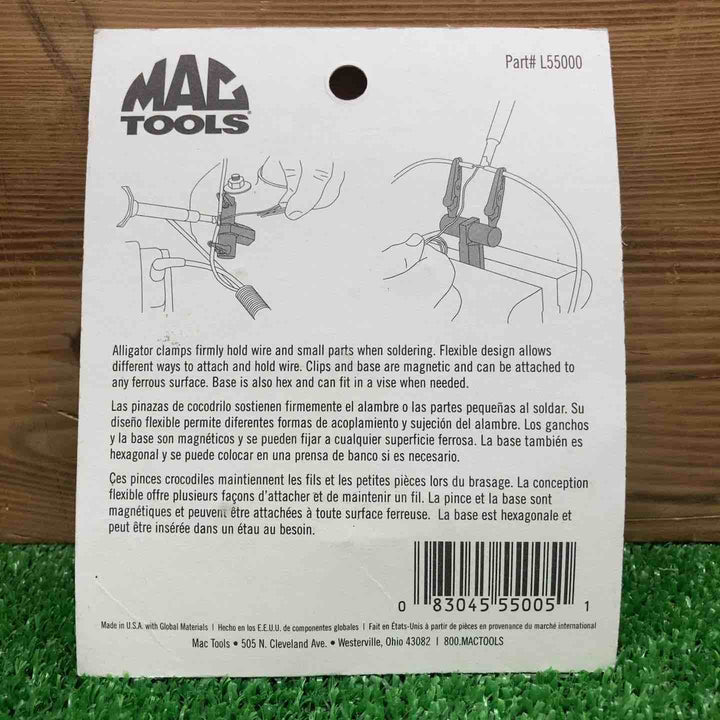 MAC
TOOLS
Part# L55000
Alligator clamps firmly hold wire and small parts when soldering. Flexible design allows
different ways to attach and hold wire. Clips and base are magnetic and can be attached to
any ferrous surface. Base is also hex and can fit in a vise when needed.
Las pinazas de cocodrilo sostienen firmemente el alambre o las partes pequeñas al soldar. Su
diseño flexible permite diferentes formas de acoplamiento y sujeción del alambre. Los ganchos
y la base son magnéticos y se pueden fijar a cualquier superficie ferrosa. La base también es
hexagonal y se puede colocar en una prensa de banco si es necesario.
Çes pinces crocodiles maintiennent les fils et les petites pièces lors du brasage. La conception
flexible offre plusieurs façons d'attacher et de maintenir un fil. La pince et la base sont
magnétiques et peuvent être attachées à toute surface ferreuse. La base est hexagonale et
peut être insérée dans un étau au besoin.
0 83045 55005 1
Made in U.S.A. with Global Materials | Hecho en los E.E.U.U. de componentes globales | Fait en États-Unis à partir de pièces en provenance du marché international
Mac Tools • 505 N. Cleveland Ave. • Westerville, Ohio 43082 | 800.MACTOOLS